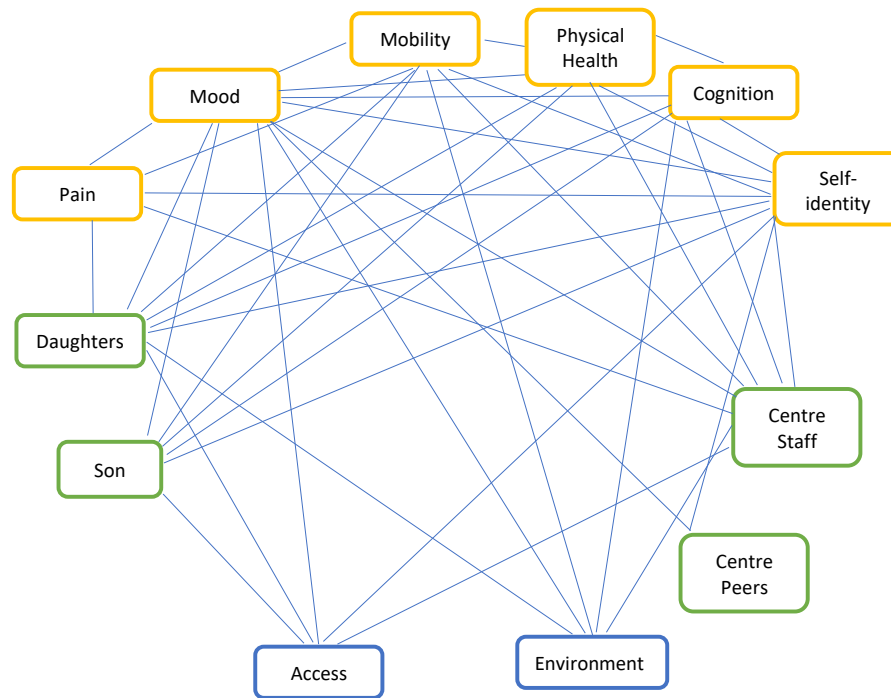 Mobility
Physical
Health
Mood
Cognition
Pain
Self-
identity
Daughters
Centre
Staff
Son
Centre
Peers
Access
Environment